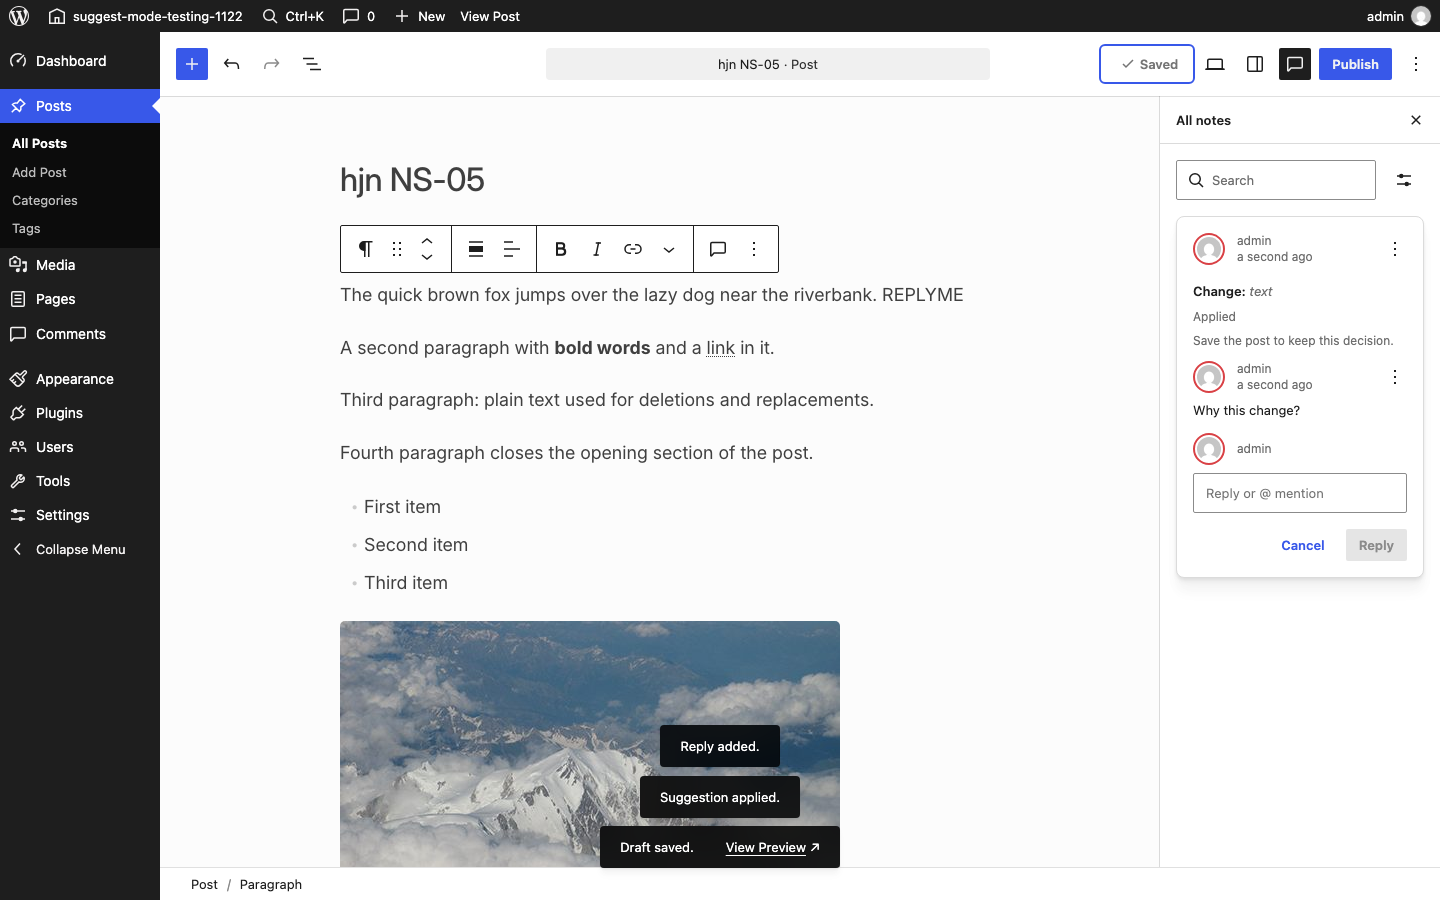 suggest-mode-testing-1122 Ctrl+K 0 New View Post admin
Dashboard
Posts
All Posts
Add Post
Categories
Tags
Media
Pages
Comments
Appearance
Plugins
Users
Tools
Settings
Collapse Menu
hjn NS-05 · Post
Saved
Publish
hjn NS-05
B I
The quick brown fox jumps over the lazy dog near the riverbank. REPLYME
A second paragraph with bold words and a link in it.
Third paragraph: plain text used for deletions and replacements.
Fourth paragraph closes the opening section of the post.
• First item
• Second item
• Third item
Reply added.
Suggestion applied.
Draft saved. View Preview ↗
All notes
Search
admin
a second ago
Change: text
Applied
Save the post to keep this decision.
admin
a second ago
Why this change?
admin
Reply or @ mention
Cancel Reply
Post / Paragraph